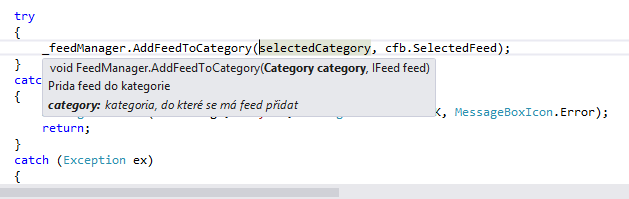 try
{
_feedManager.AddFeedToCategory(selectedCategory, cfb.SelectedFeed);
}
void FeedManager.AddFeedToCategory(Category category, IFeed feed)
catc
Prida feed do kategorie
{
category: kategoria, do které se má feed přidat
K, MessageBoxIcon.Error);
return;
}
catch (Exception ex)
{